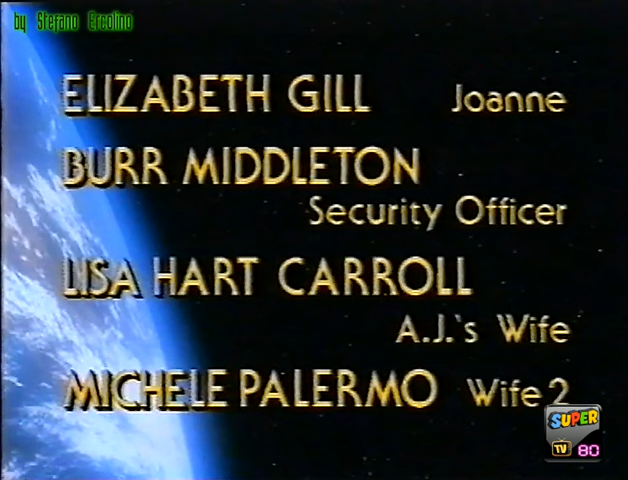 by Stefano Ercolino
ELIZABETH GILL Joanne
BURR MIDDLETON
Security Officer
LISA HART CARROLL
A.J.'s Wife
MICHELE PALERMO Wife 2
SUPER
TV 80